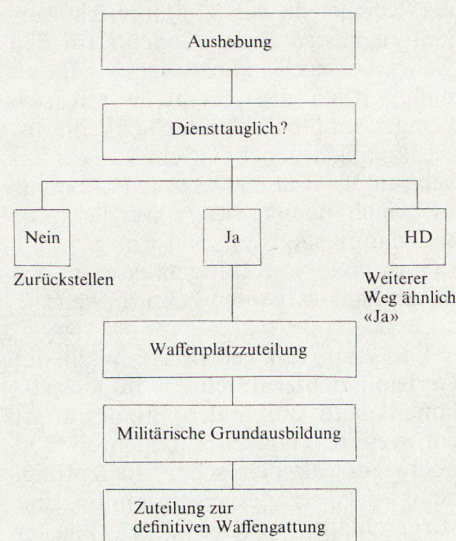 Aushebung
Diensttauglich?
Nein
Ja
HD
Zurückstellen
Weiterer
Weg ähnlich
«Ja»
Waffenplatzzuteilung
Militärische Grundausbildung
Zuteilung zur
definitiven Waffengattung